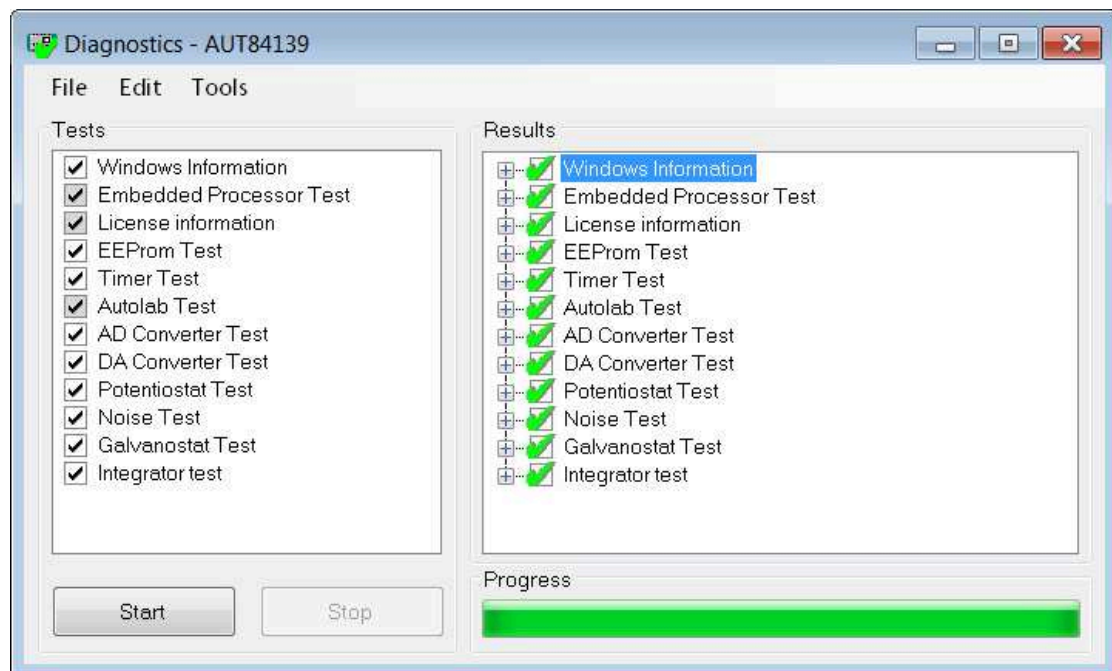 Diagnostics - AUT84139
File Edit Tools
Tests
Windows Information
Embedded Processor Test
License information
EEProm Test
Timer Test
Autolab Test
AD Converter Test
DA Converter Test
Potentiostat Test
Noise Test
Galvanostat Test
Integrator test
Start
Stop
Results
Windows Information
Embedded Processor Test
License information
EEProm Test
Timer Test
Autolab Test
AD Converter Test
DA Converter Test
Potentiostat Test
Noise Test
Galvanostat Test
Integrator test
Progress